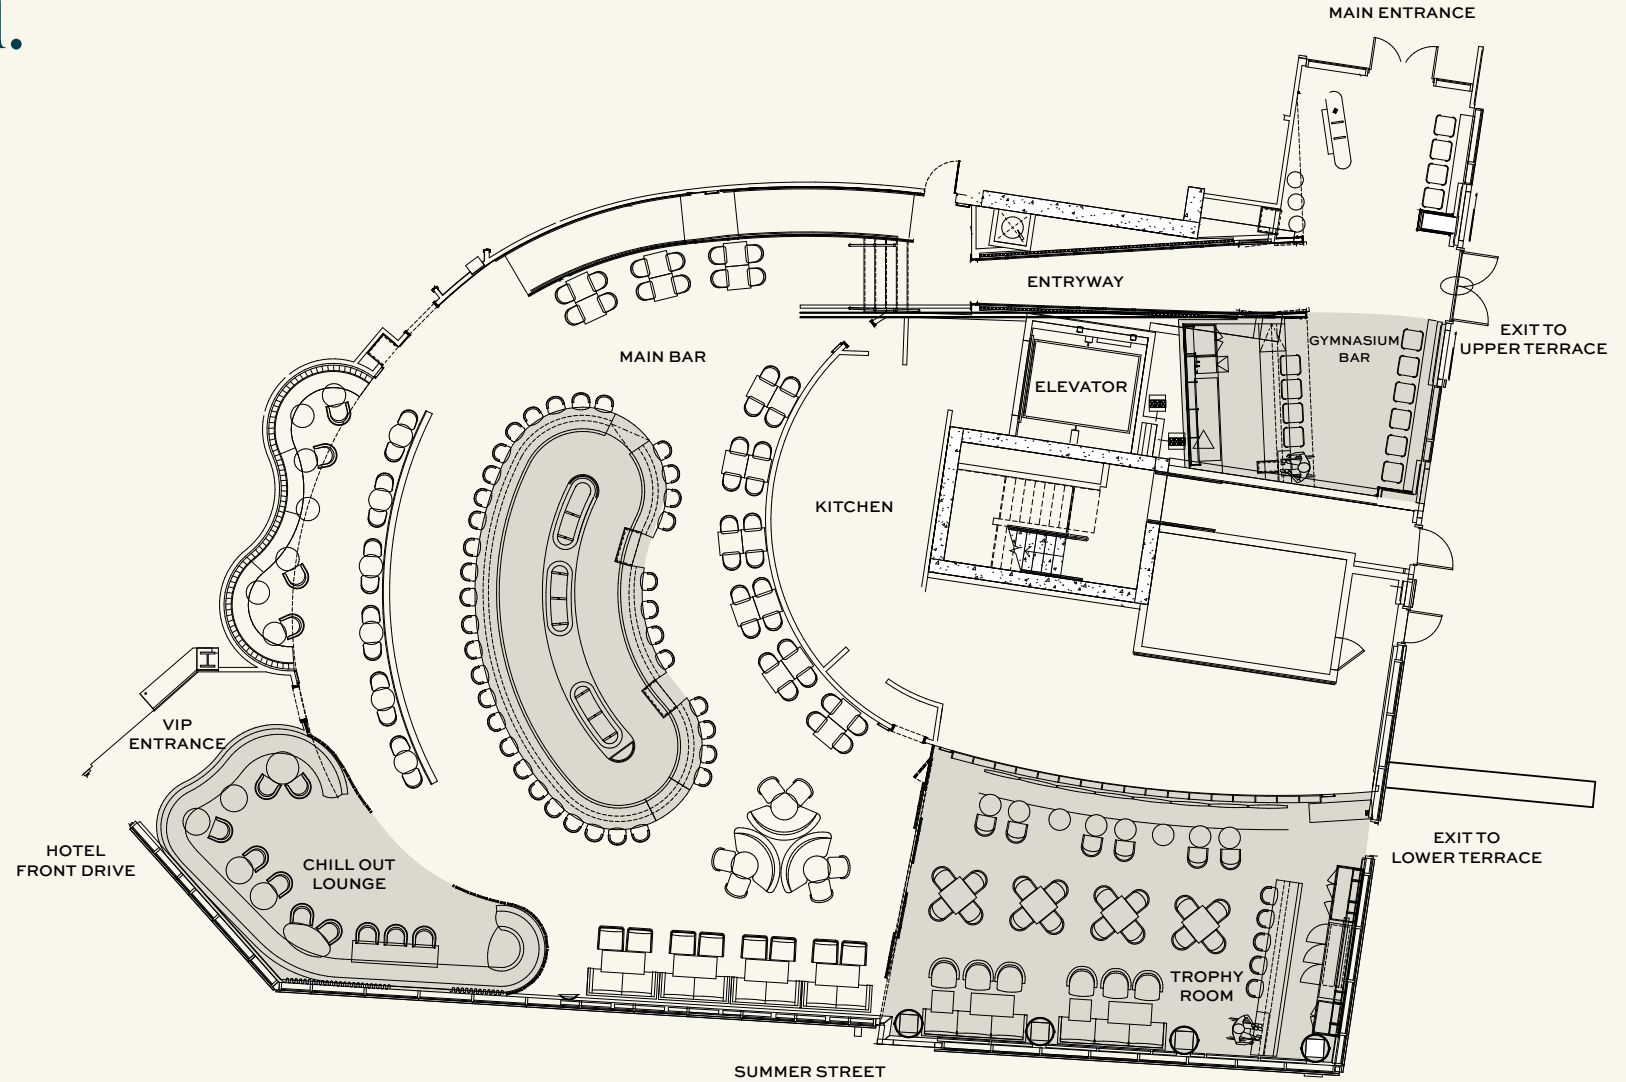 MAIN ENTRANCE
ENTRYWAY
EXIT TO
UPPER TERRACE
GYMNASIUM
BAR
MAIN BAR
ELEVATOR
KITCHEN
VIP
ENTRANCE
HOTEL
FRONT DRIVE
CHILL OUT
LOUNGE
EXIT TO
LOWER TERRACE
TROPHY
ROOM
SUMMER STREET